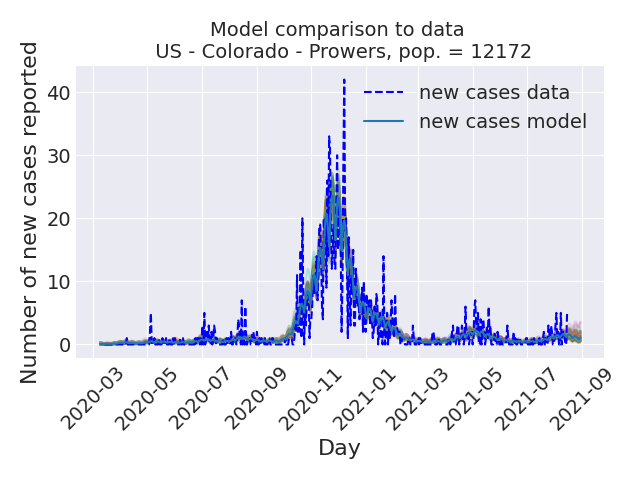 Model comparison to data
US - Colorado - Prowers, pop. = 12172
Number of new cases reported
40
30
20
10
0
new cases data
new cases model
2020-03
2020-05
2020-07
2020-09
2020-11
2021-01
2021-03
2021-05
2021-07
2021-09
Day